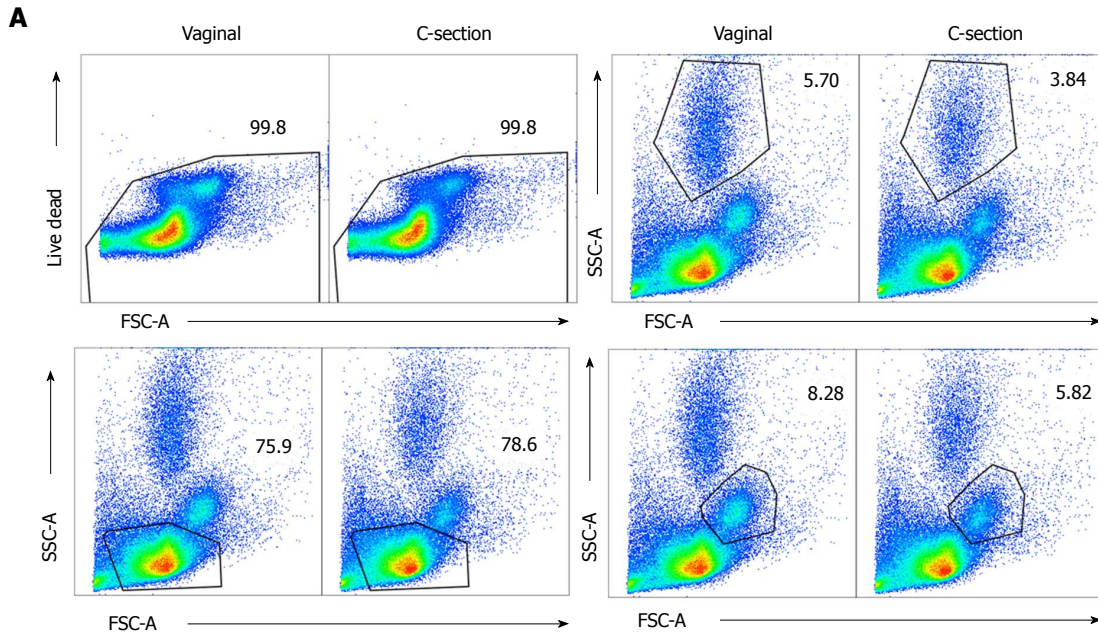 A
Vaginal C-section Vaginal C-section
99.8 99.8 5.70 3.84
Live dead SSC-A
FSC-A FSC-A
75.9 78.6 8.28 5.82
SSC-A SSC-A
FSC-A FSC-A